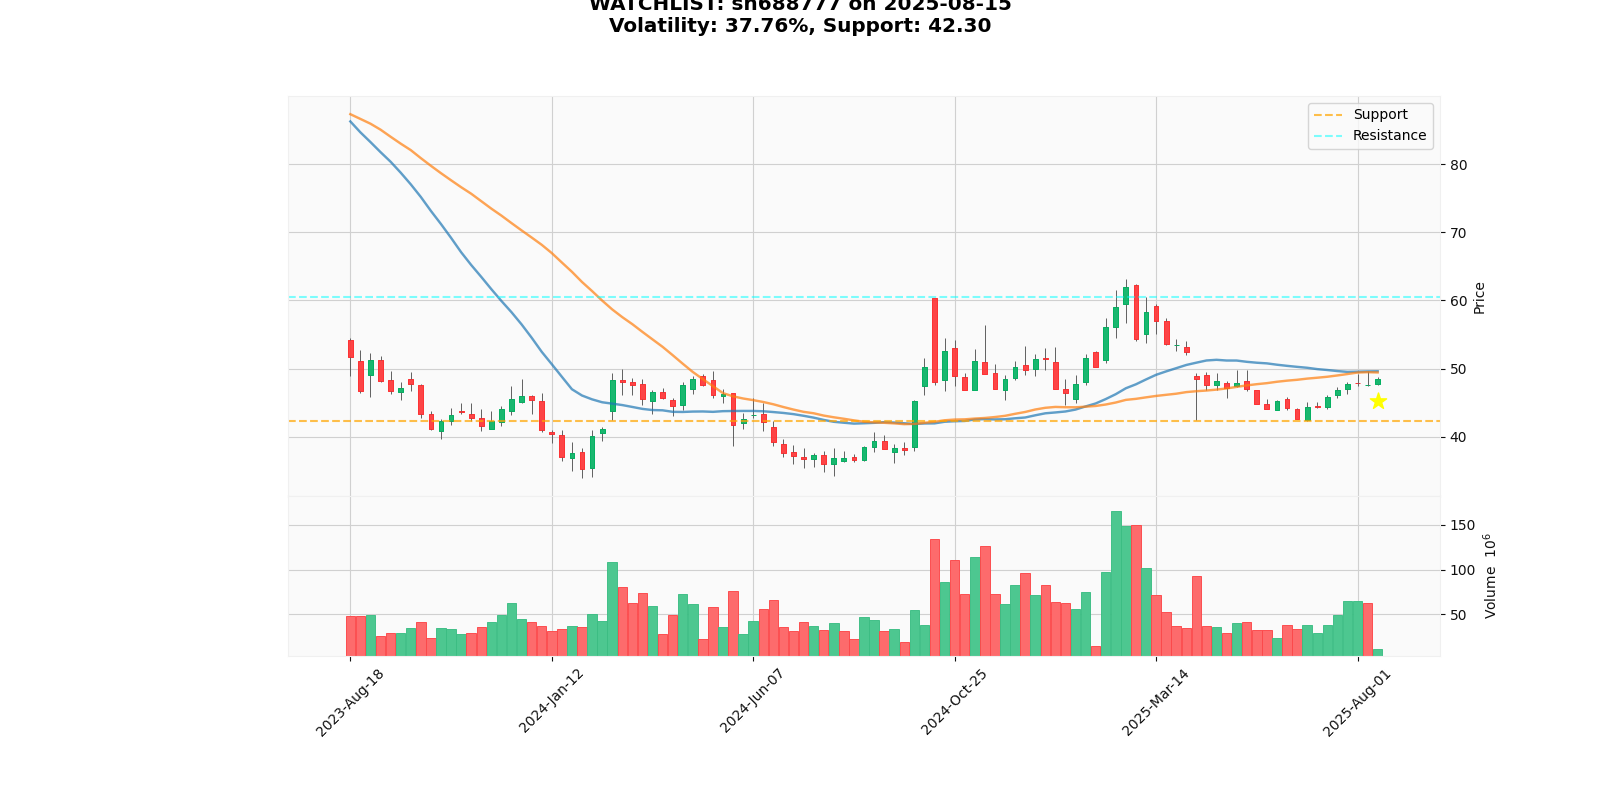 WATCHLIST: sh688777 on 2025-08-15
Volatility: 37.76%, Support: 42.30
Support
Resistance
80
70
60
50
40
Price
150
100
50
Volume 10⁶
2023-Aug-18
2024-Jan-12
2024-Jun-07
2024-Oct-25
2025-Mar-14
2025-Aug-01